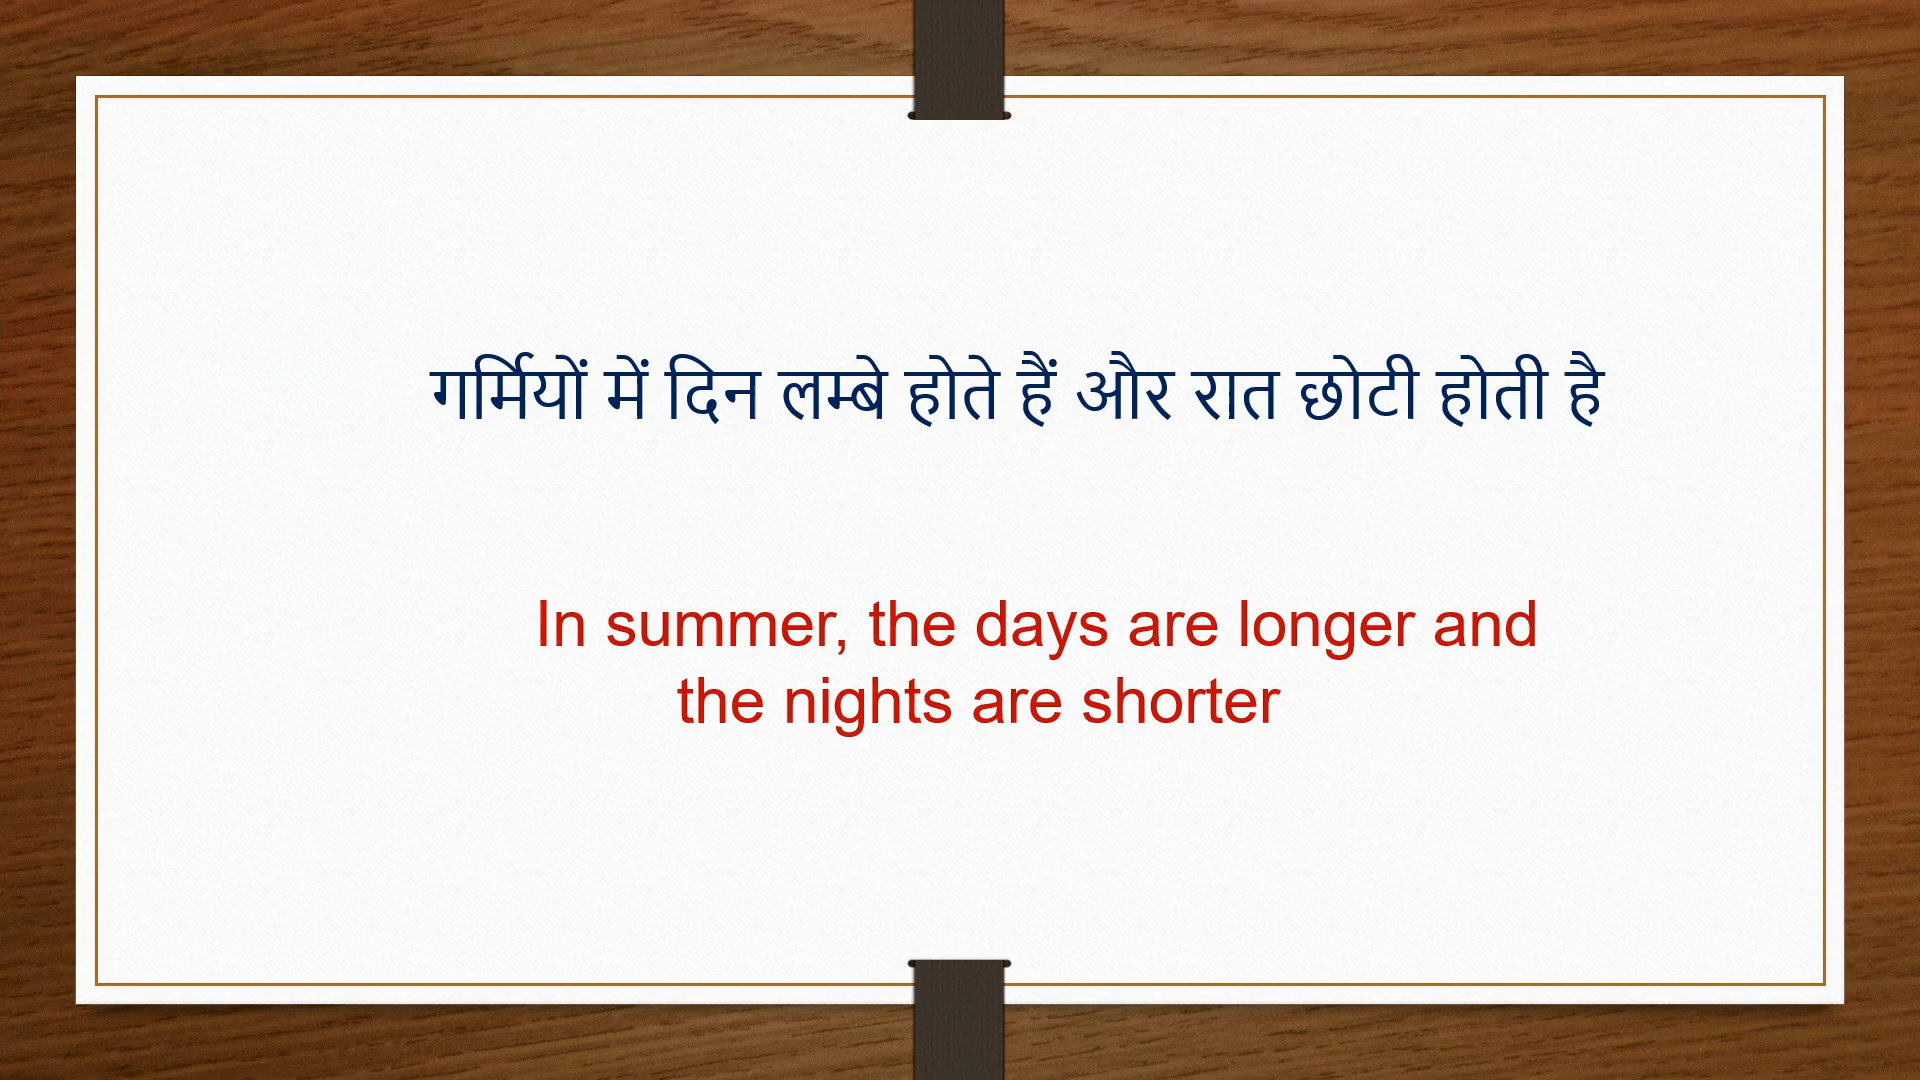 गर्मियों में दिन लम्बे होते हैं और रात छोटी होती है
In summer, the days are longer and
the nights are shorter